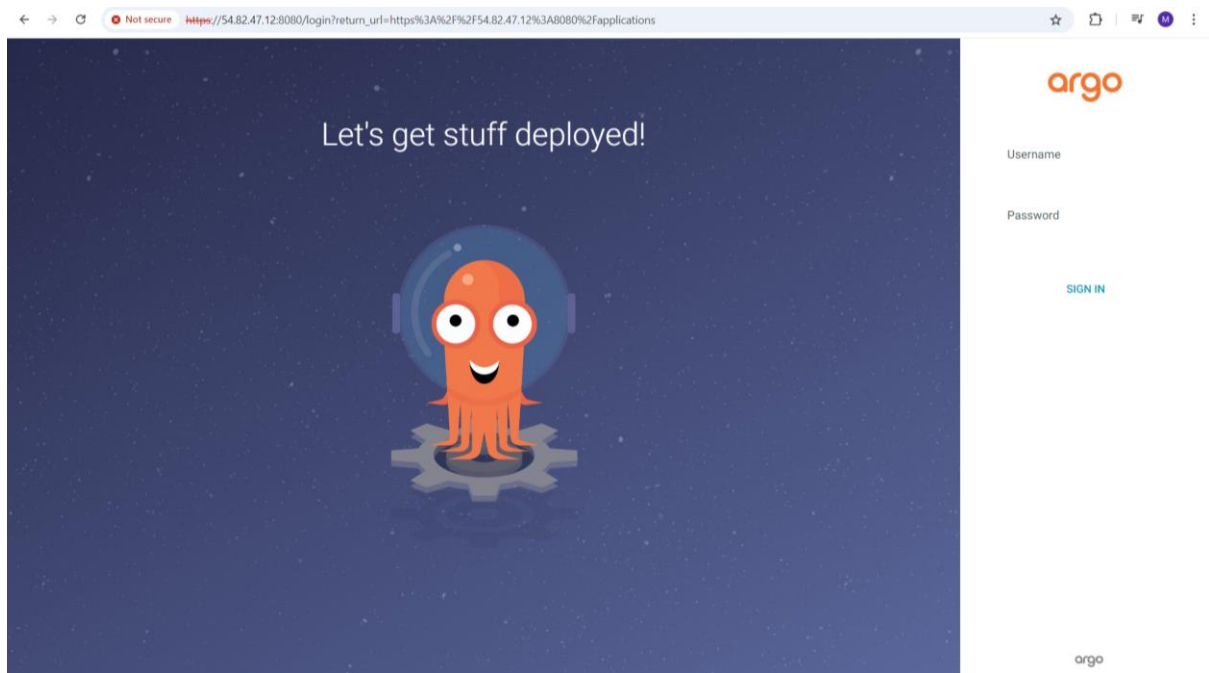 Not secure https://54.82.47.12:8080/login?return_url=https%3A%2F%2F54.82.47.12%3A8080%2Fapplications
M
argo
Let's get stuff deployed!
Username
Password
SIGN IN
argo